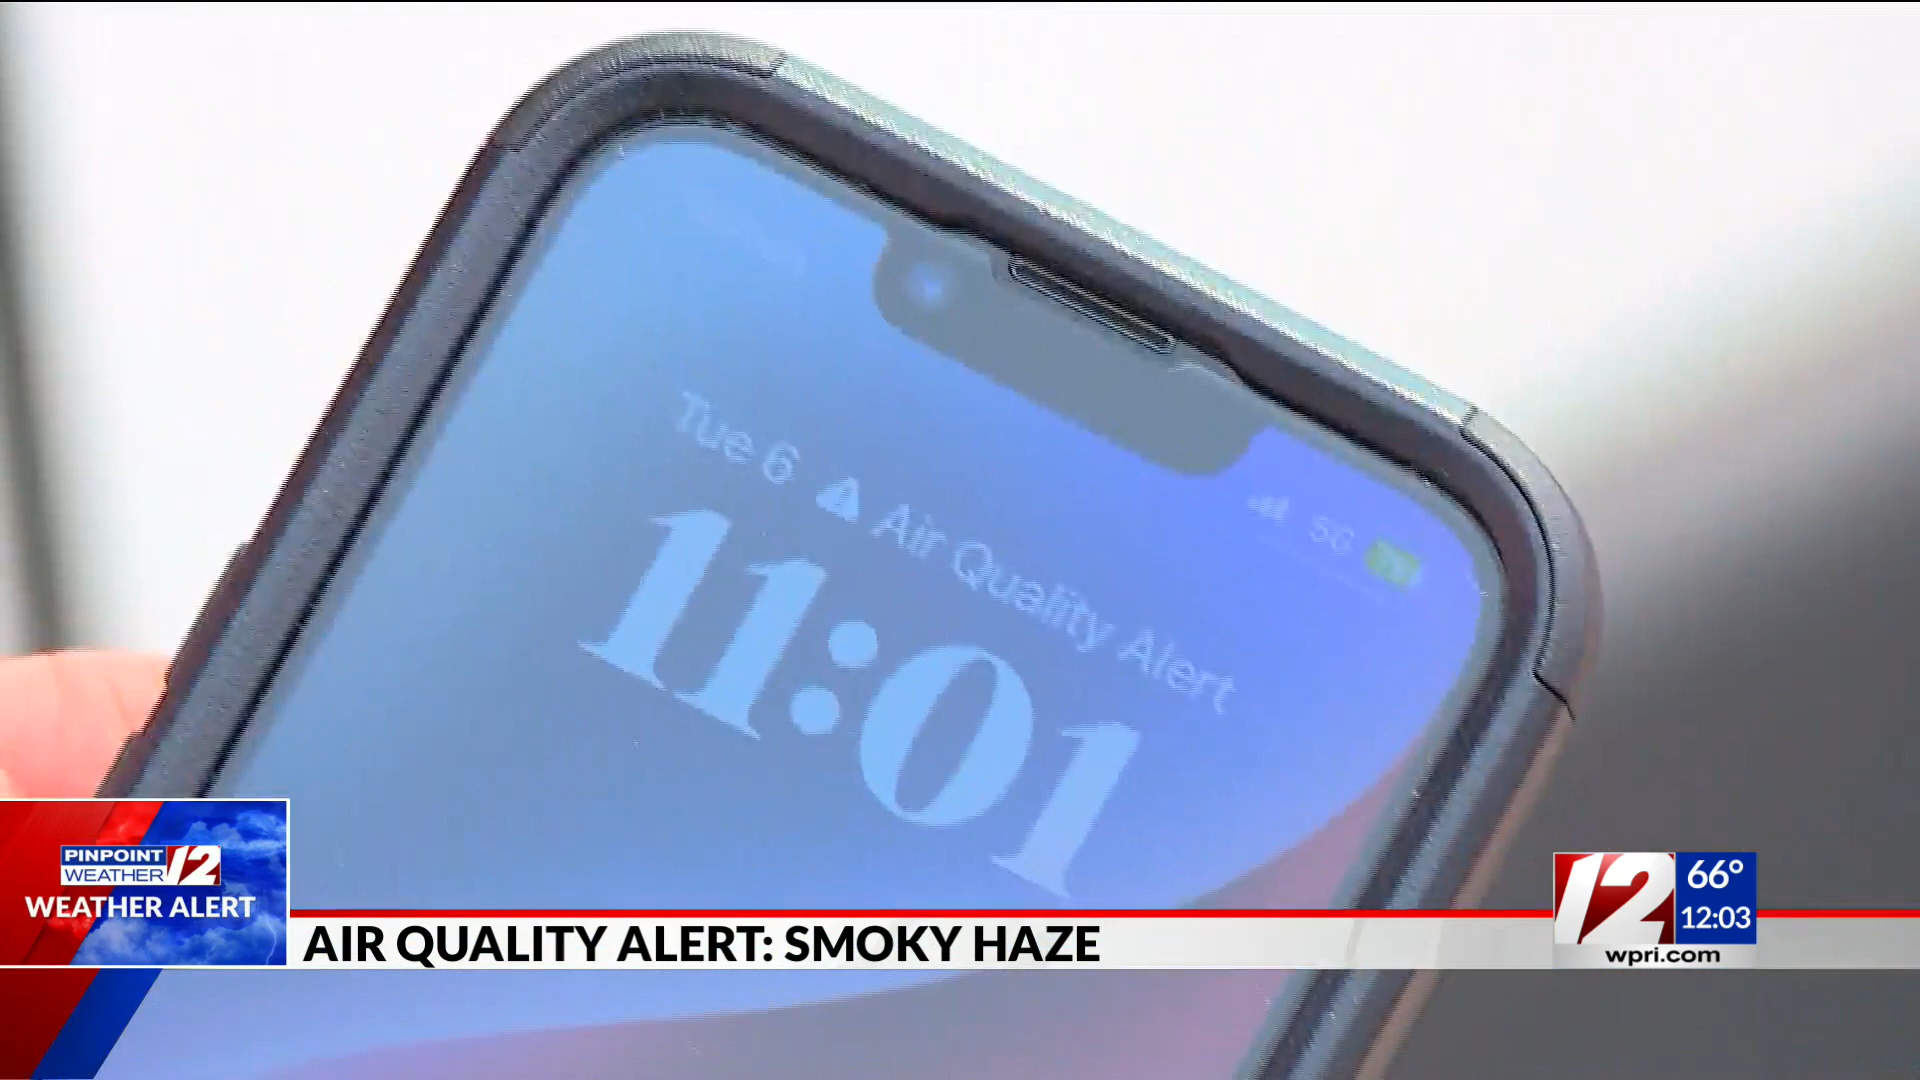 Tue 6 Air Quality Alert
5G
11:01
PINPOINT
WEATHER 12
WEATHER ALERT
AIR QUALITY ALERT: SMOKY HAZE
12
66°
12:03
wpri.com